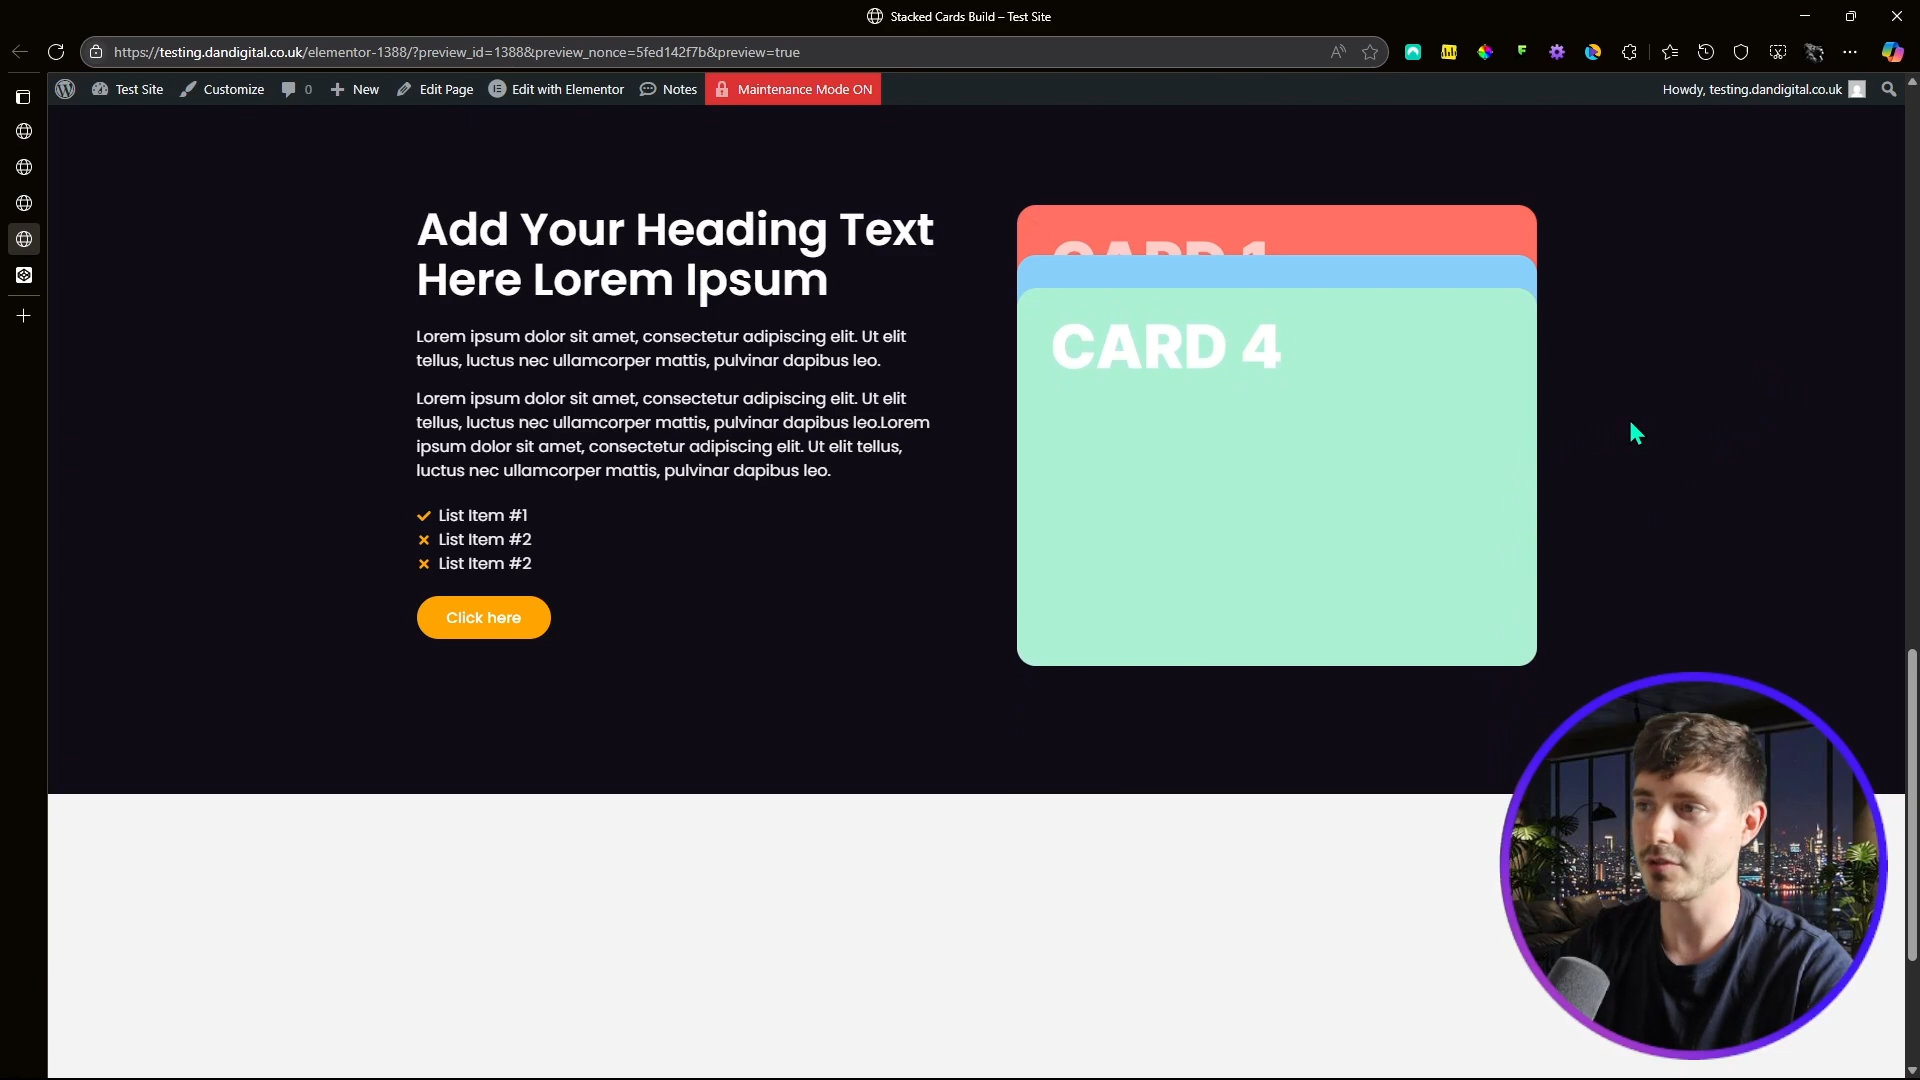 Stacked Cards Build – Test Site
https://testing.dandigital.co.uk/elementor-1388/?preview_id=1388&preview_nonce=5fed142f7b&preview=true
Test Site
Customize
0
New
Edit Page
Edit with Elementor
Notes
Maintenance Mode ON
Howdy, testing.dandigital.co.uk
Add Your Heading Text
Here Lorem Ipsum
Lorem ipsum dolor sit amet, consectetur adipiscing elit. Ut elit
tellus, luctus nec ullamcorper mattis, pulvinar dapibus leo.
Lorem ipsum dolor sit amet, consectetur adipiscing elit. Ut elit
tellus, luctus nec ullamcorper mattis, pulvinar dapibus leo.Lorem
ipsum dolor sit amet, consectetur adipiscing elit. Ut elit tellus,
luctus nec ullamcorper mattis, pulvinar dapibus leo.
List Item #1
List Item #2
List Item #2
Click here
CARD 1
CARD 4